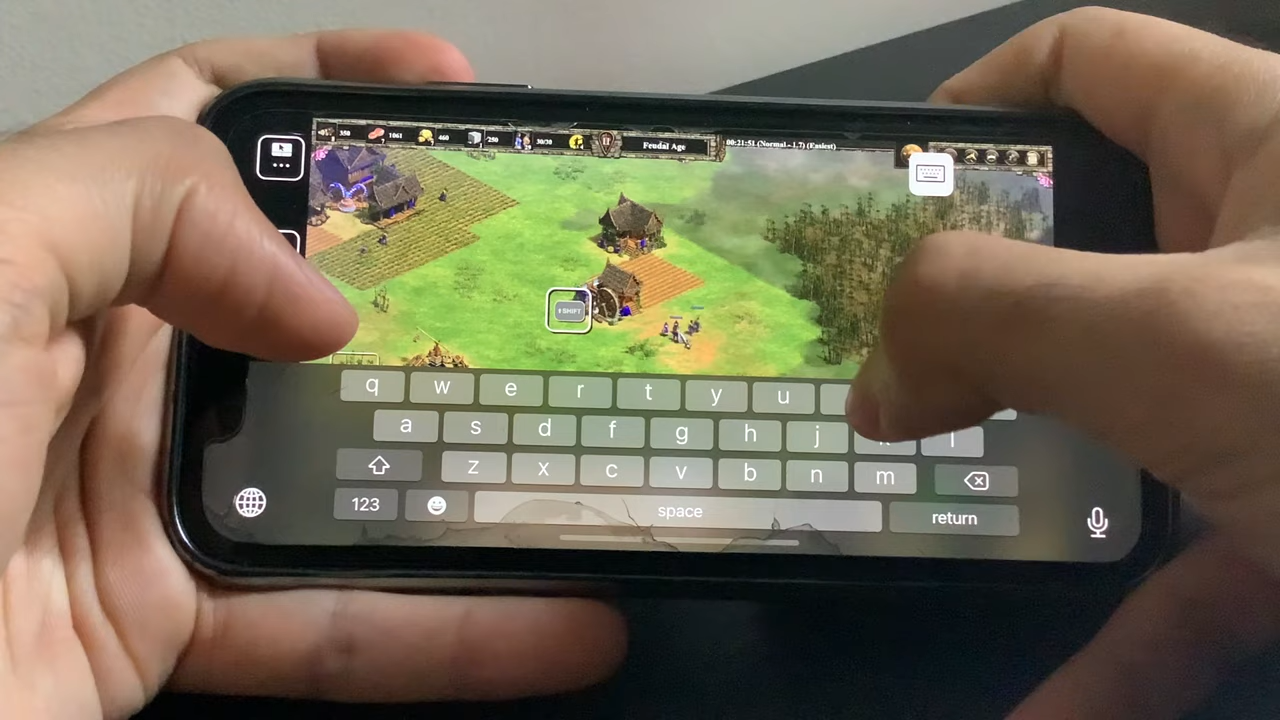 350 1061 460 250 30/30 II Feudal Age 00:21:51 (Normal - 1.7) (Easiest)
SHIFT
q w e r t y u
a s d f g h j k l
z x c v b n m
123 space return